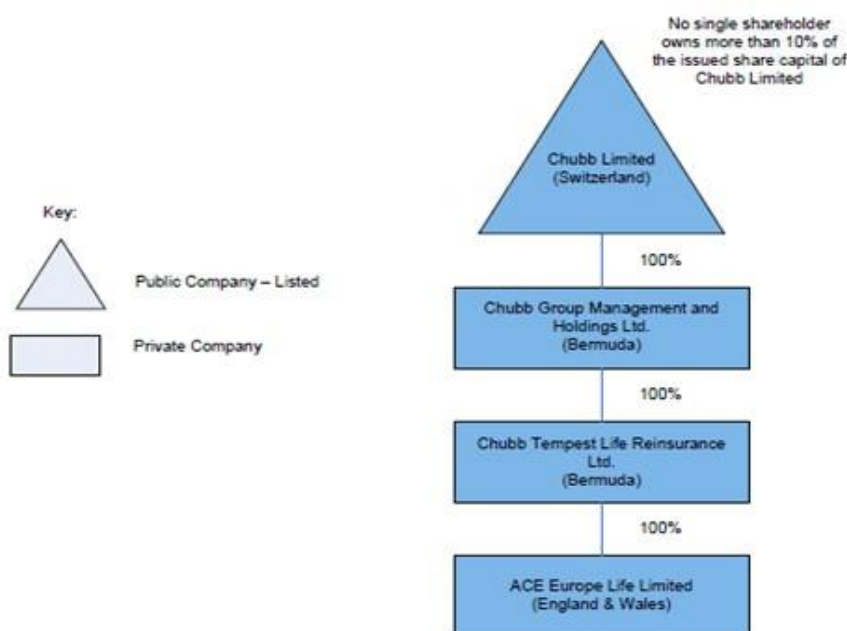 No single shareholder
owns more than 10% of
the issued share capital of
Chubb Limited
Chubb Limited
(Switzerland)
Key:
100%
Public Company – Listed
Chubb Group Management and
Holdings Ltd.
(Bermuda)
Private Company
100%
Chubb Tempest Life Reinsurance
Ltd.
(Bermuda)
100%
ACE Europe Life Limited
(England & Wales)